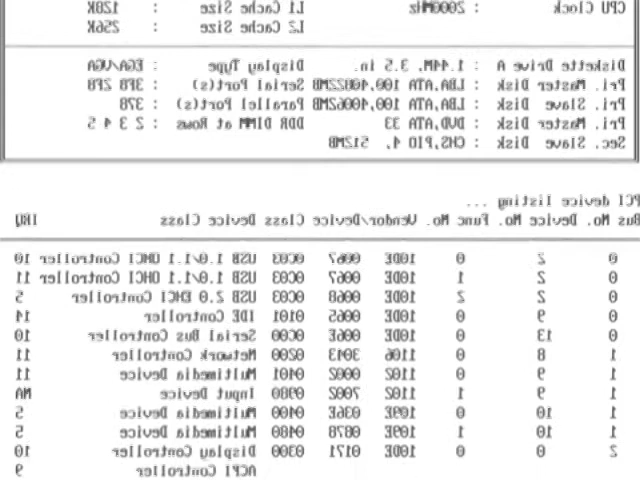 CPU Clock : 2000MHz L1 Cache Size : 128K
L2 Cache Size : 256K
Diskette Drive A : 1.44M, 3.5 in. Display Type : EGA/VGA
Pri. Master Disk : LBA,ATA 100,40822MB Serial Port(s) : 3F8 2F8
Pri. Slave Disk : LBA,ATA 100,40062MB Parallel Port(s) : 378
Pri. Master Disk : DVD,ATA 33 DDR DIMM at Rows : 2 3 4 5
Sec. Slave Disk : CHS,PIO 4, 512MB
PCI device listing ...
Bus No. Device No. Func No. Vendor/Device Class Device Class IRQ
0 2 0 10DE 0067 0C03 USB 1.0/1.1 OHCI Controller 10
0 2 1 10DE 0067 0C03 USB 1.0/1.1 OHCI Controller 11
0 2 2 10DE 0068 0C03 USB 2.0 EHCI Controller 5
0 9 0 10DE 0065 0101 IDE Controller 14
0 13 0 10DE 006E 0C00 Serial Bus Controller 10
1 8 0 1106 3043 0200 Network Controller 11
1 9 0 1102 0002 0401 Multimedia Device 11
1 9 1 1102 7002 0980 Input Device NA
1 10 0 109E 036E 0400 Multimedia Device 5
1 10 1 109E 0878 0480 Multimedia Device 5
2 0 0 10DE 0171 0300 Display Controller 10
ACPI Controller 9